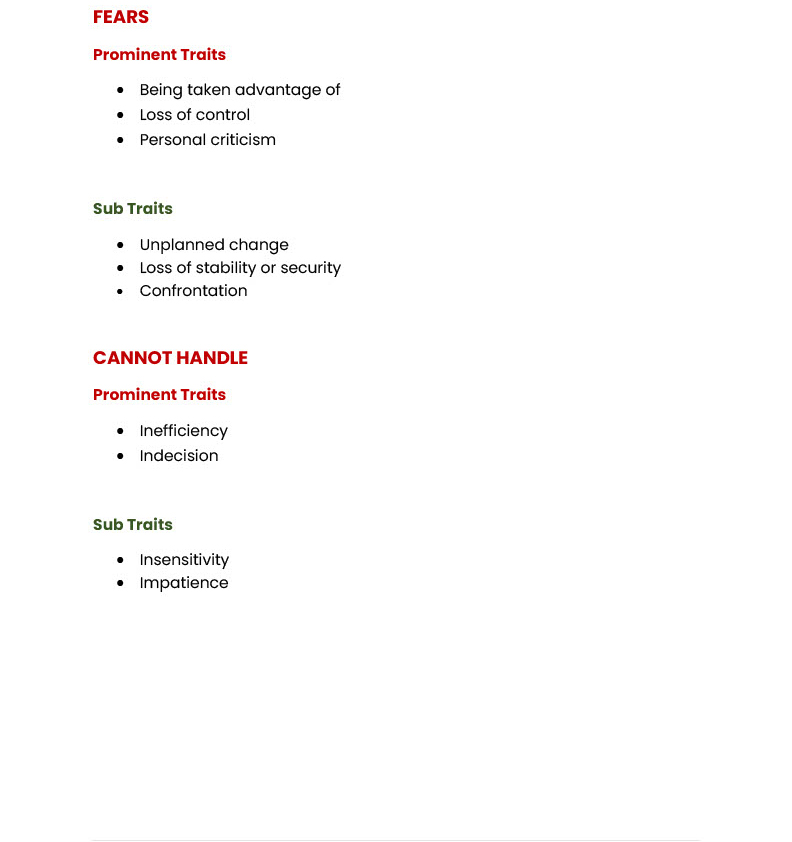 FEARS
Prominent Traits
• Being taken advantage of
• Loss of control
• Personal criticism
Sub Traits
• Unplanned change
• Loss of stability or security
• Confrontation
CANNOT HANDLE
Prominent Traits
• Inefficiency
• Indecision
Sub Traits
• Insensitivity
• Impatience